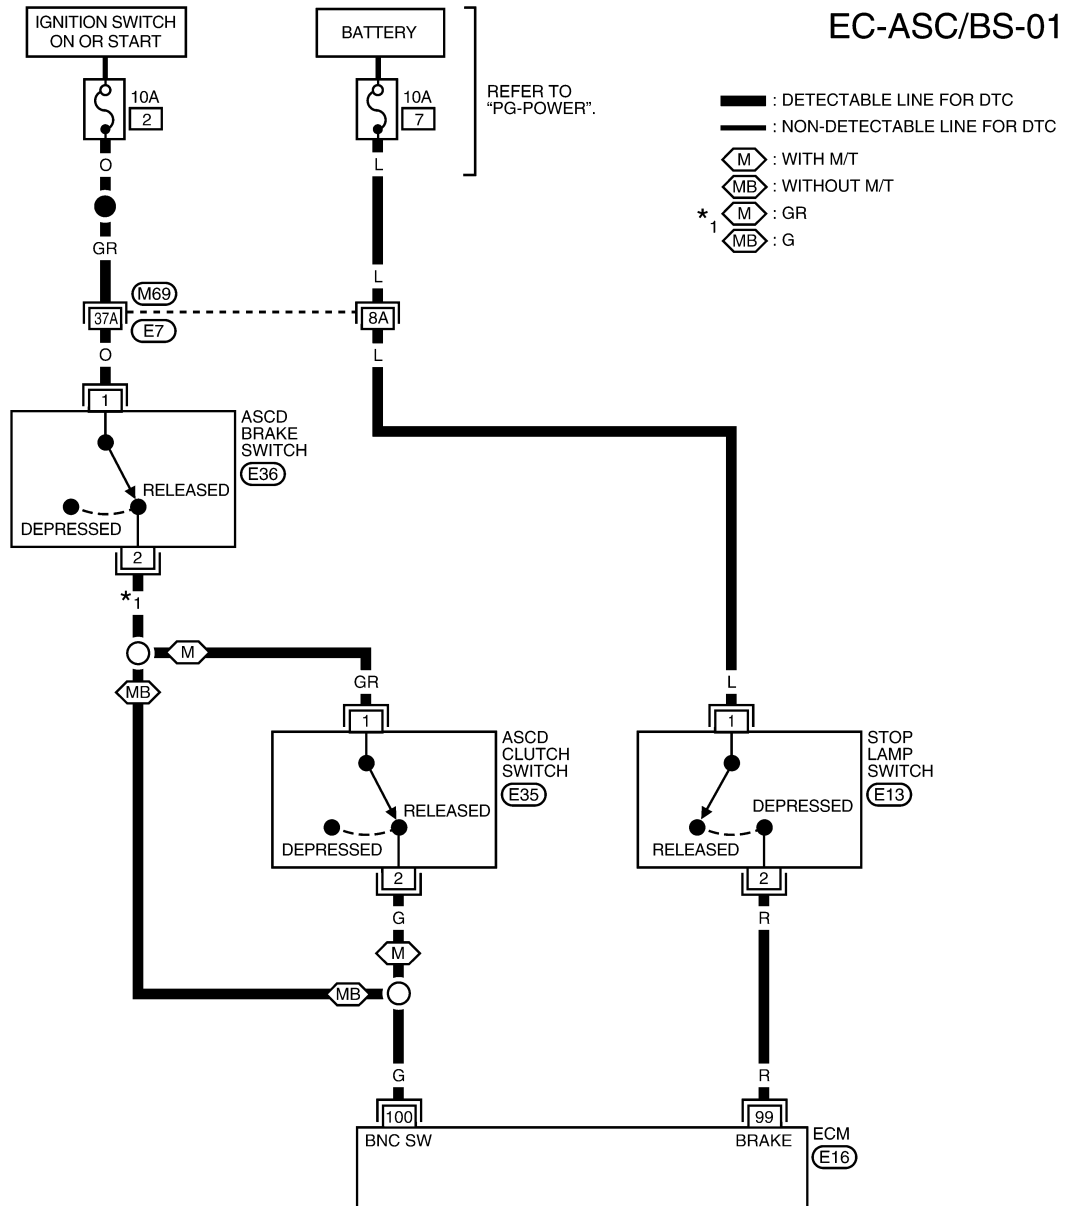 EC-ASC/BS-01
IGNITION SWITCH
ON OR START
BATTERY
10A
2
10A
7
REFER TO
“PG-POWER”.
: DETECTABLE LINE FOR DTC
: NON-DETECTABLE LINE FOR DTC
M : WITH M/T
MB : WITHOUT M/T
*1 M : GR
MB : G
O
L
GR
L
M69
37A
8A
E7
O
L
1
ASCD
BRAKE
SWITCH
E36
RELEASED
DEPRESSED
2
*1
M
MB
GR
L
1
ASCD
CLUTCH
SWITCH
E35
RELEASED
DEPRESSED
2
1
STOP
LAMP
SWITCH
E13
DEPRESSED
RELEASED
2
G
R
M
MB
G
R
100
99
BNC SW
BRAKE
ECM
E16